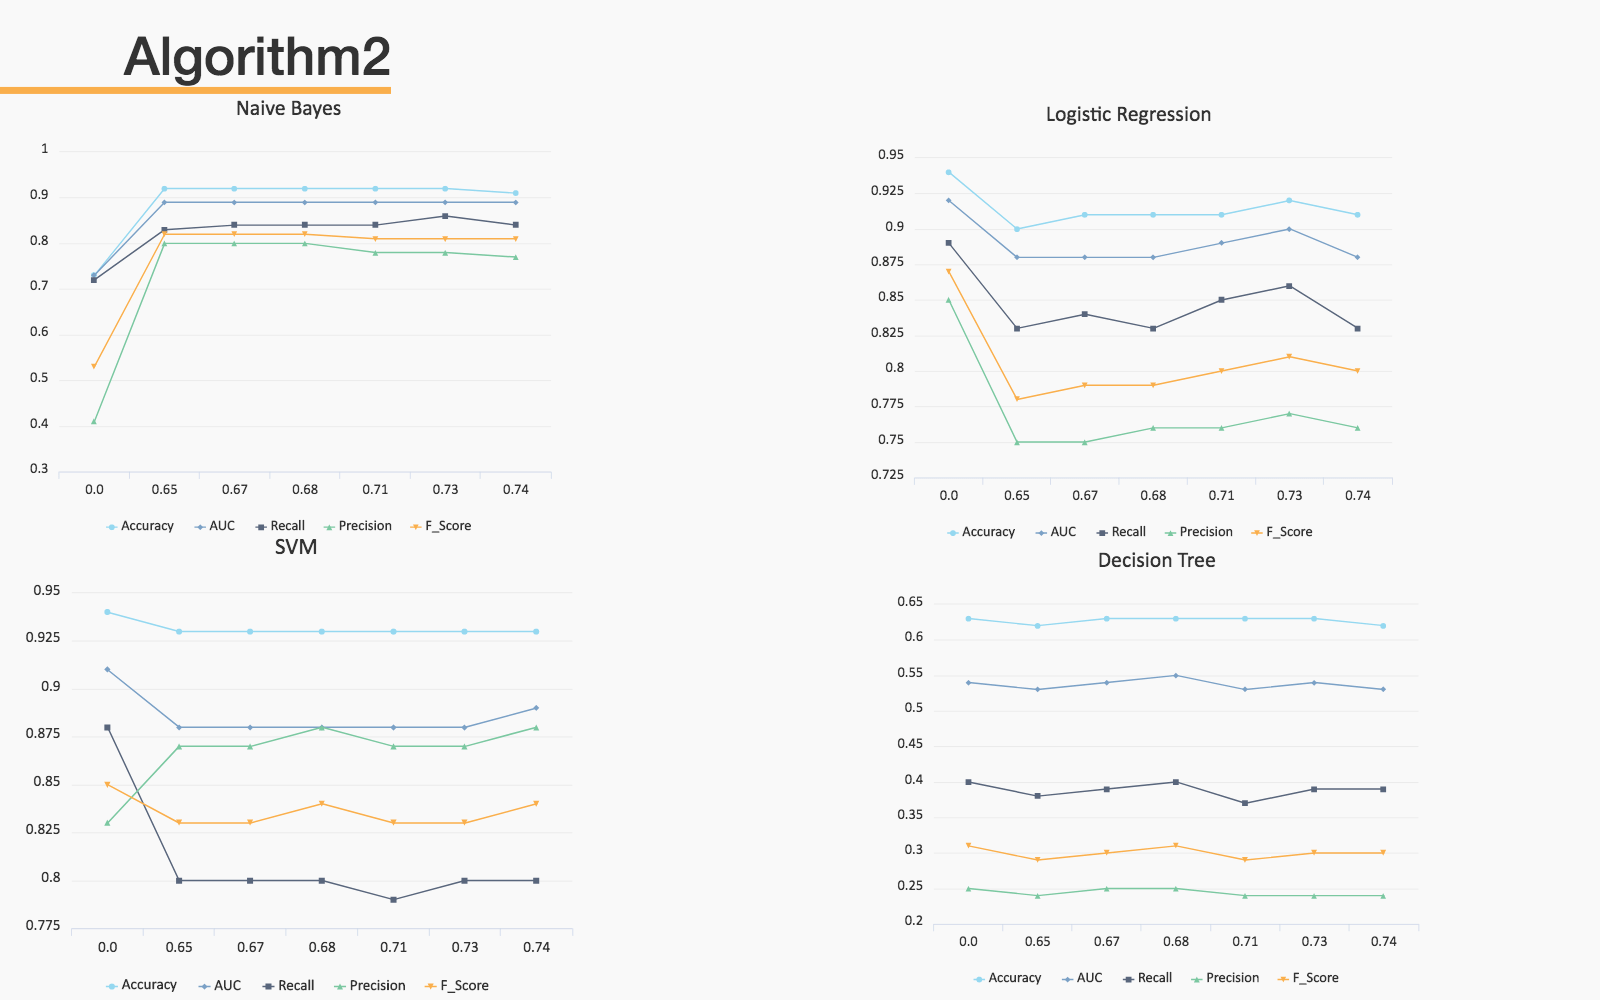 Algorithm2
Naive Bayes
1
0.9
0.8
0.7
0.6
0.5
0.4
0.3
0.0 0.65 0.67 0.68 0.71 0.73 0.74
Accuracy AUC Recall Precision F_Score
Logistic Regression
0.95
0.925
0.9
0.875
0.85
0.825
0.8
0.775
0.75
0.725
0.0 0.65 0.67 0.68 0.71 0.73 0.74
Accuracy AUC Recall Precision F_Score
SVM
0.95
0.925
0.9
0.875
0.85
0.825
0.8
0.775
0.0 0.65 0.67 0.68 0.71 0.73 0.74
Accuracy AUC Recall Precision F_Score
Decision Tree
0.65
0.6
0.55
0.5
0.45
0.4
0.35
0.3
0.25
0.2
0.0 0.65 0.67 0.68 0.71 0.73 0.74
Accuracy AUC Recall Precision F_Score